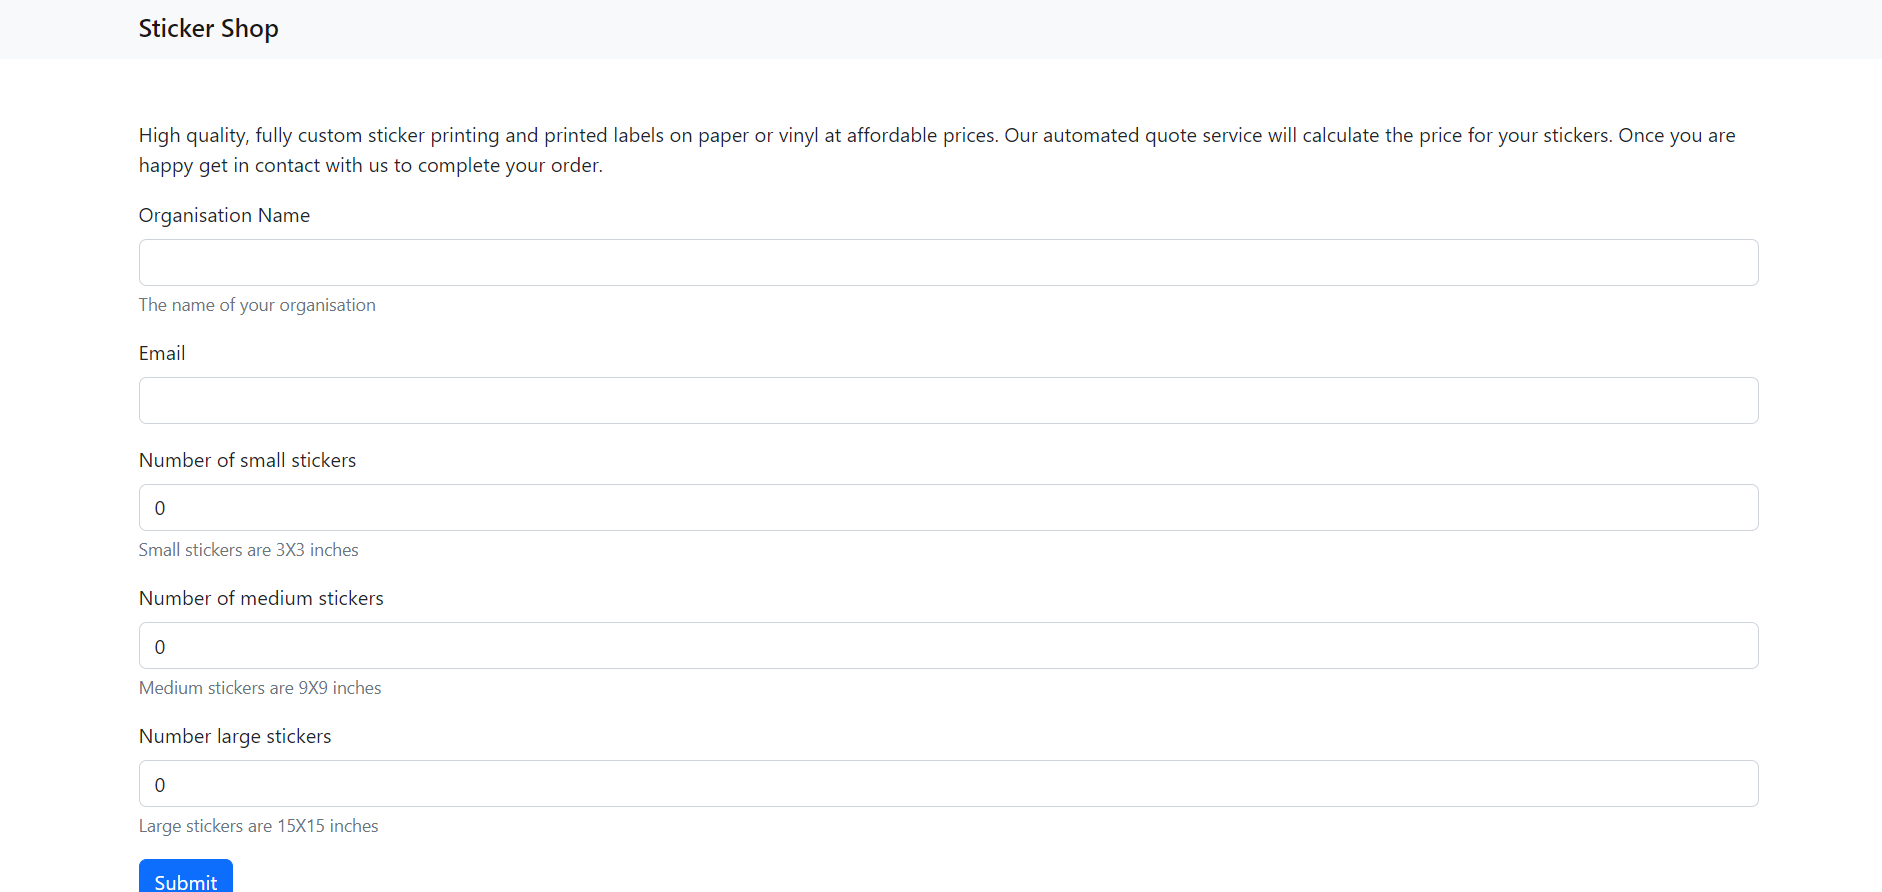 Sticker Shop
High quality, fully custom sticker printing and printed labels on paper or vinyl at affordable prices. Our automated quote service will calculate the price for your stickers. Once you are
happy get in contact with us to complete your order.
Organisation Name
The name of your organisation
Email
Number of small stickers
0
Small stickers are 3X3 inches
Number of medium stickers
0
Medium stickers are 9X9 inches
Number large stickers
0
Large stickers are 15X15 inches
Submit